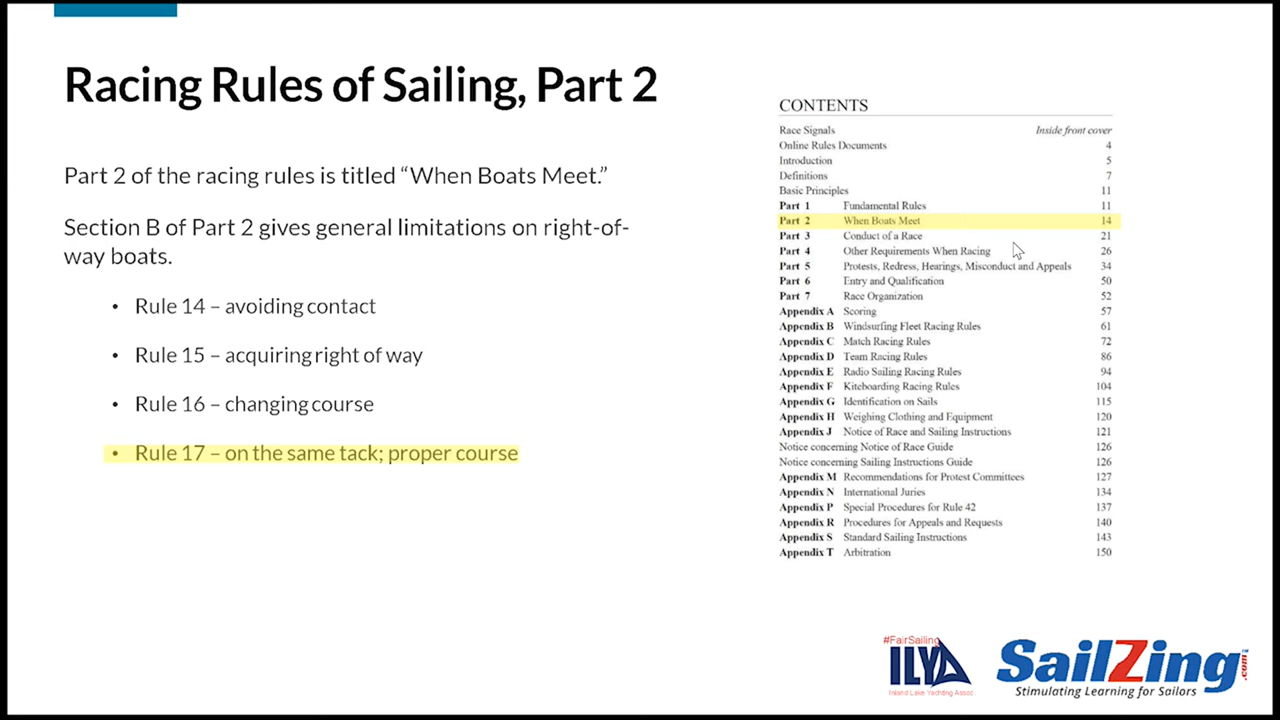 Racing Rules of Sailing, Part 2
Part 2 of the racing rules is titled “When Boats Meet.”
Section B of Part 2 gives general limitations on right-of-
way boats.
• Rule 14 – avoiding contact
• Rule 15 – acquiring right of way
• Rule 16 – changing course
• Rule 17 – on the same tack; proper course
CONTENTS
Race Signals Inside front cover
Online Rules Documents 4
Introduction 5
Definitions 7
Basic Principles 11
Part 1 Fundamental Rules 11
Part 2 When Boats Meet 14
Part 3 Conduct of a Race 21
Part 4 Other Requirements When Racing 26
Part 5 Protests, Redress, Hearings, Misconduct and Appeals 34
Part 6 Entry and Qualification 50
Part 7 Race Organization 52
Appendix A Scoring 57
Appendix B Windsurfing Fleet Racing Rules 61
Appendix C Match Racing Rules 72
Appendix D Team Racing Rules 86
Appendix E Radio Sailing Racing Rules 94
Appendix F Kiteboarding Racing Rules 104
Appendix G Identification on Sails 115
Appendix H Weighing Clothing and Equipment 120
Appendix J Notice of Race and Sailing Instructions 121
Notice concerning Notice of Race Guide 126
Notice concerning Sailing Instructions Guide 126
Appendix M Recommendations for Protest Committees 127
Appendix N International Juries 134
Appendix P Special Procedures for Rule 42 137
Appendix R Procedures for Appeals and Requests 140
Appendix S Standard Sailing Instructions 143
Appendix T Arbitration 150
#FairSailing
ILYA
Inland Lake Yachting Assoc
SailZing.com™
Stimulating Learning for Sailors